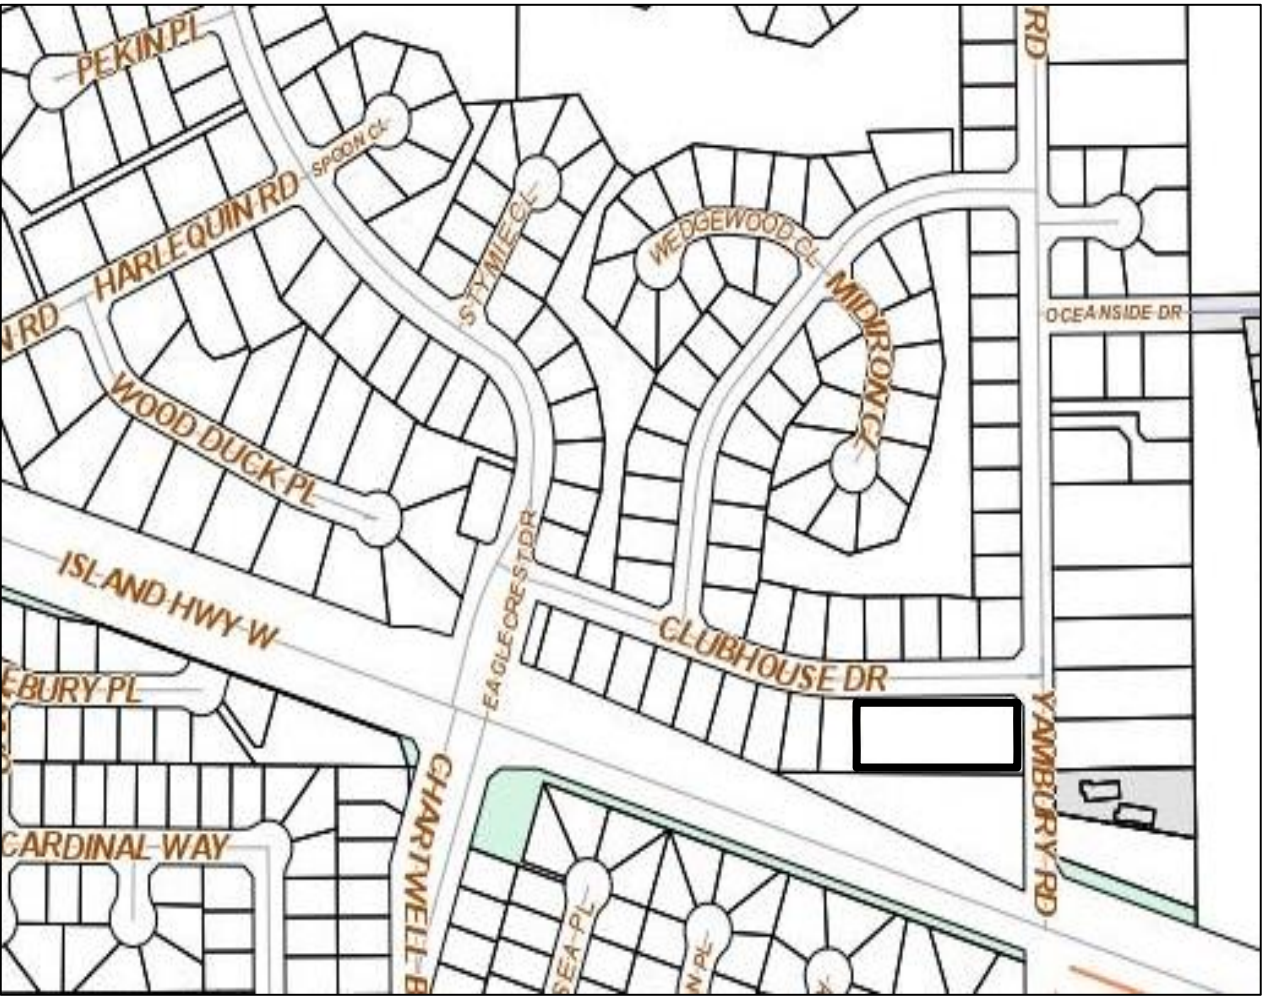 PEKIN PL
RD
SPOON CL
HARLEQUIN RD
STYMIE CL
WEDGEWOOD CL
MIDIRON CL
OCEANSIDE DR
N RD
WOOD DUCK PL
ISLAND HWY W
EAGLECREST DR
CLUBHOUSE DR
EBURY PL
YAMBURY RD
CHARTWELL B
CARDINAL WAY
SEA PL
N PL